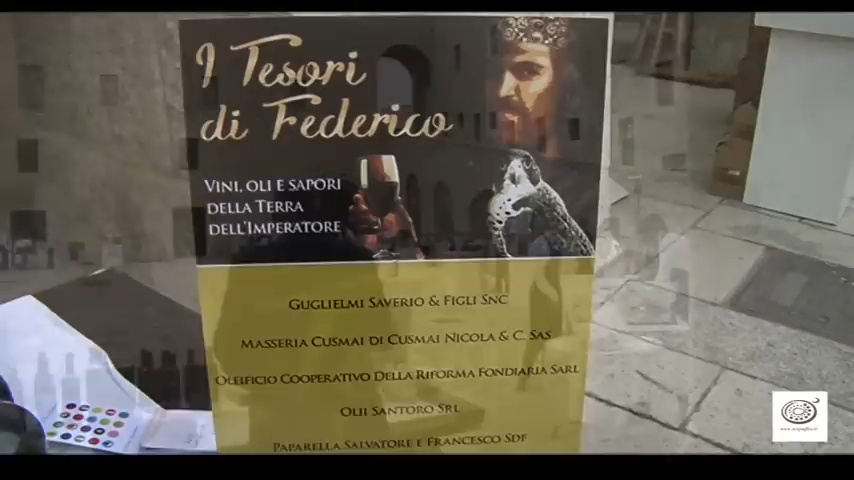 I Tesori
di Federico
VINI, OLI E SAPORI
DELLA TERRA
DELL'IMPERATORE
GUGLIELMI SAVERIO & FIGLI SNC
MASSERIA CUSMAI DI CUSMAI NICOLA & C. SAS
OLEIFICIO COOPERATIVO DELLA RIFORMA FONDIARIA SARL
OLII SANTORO SRL
PAPARELLA SALVATORE E FRANCESCO SDF